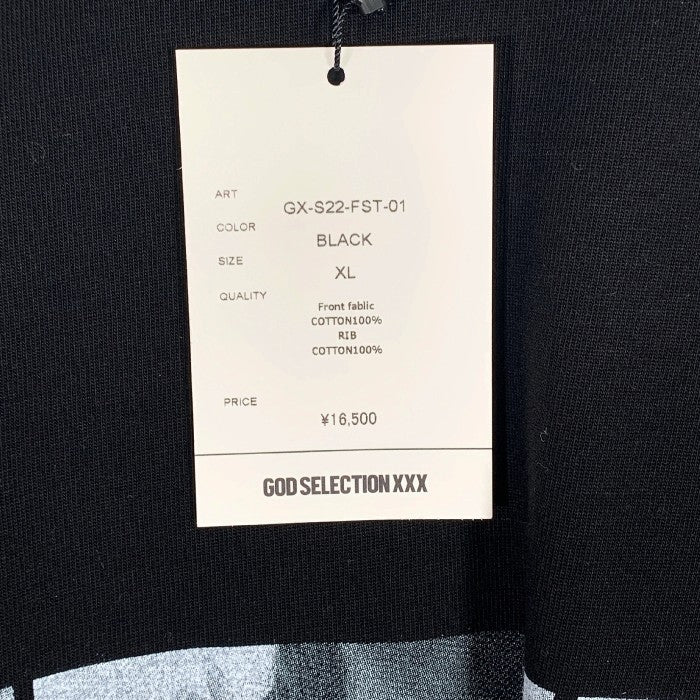 ART
GX-S22-FST-01
COLOR
BLACK
SIZE
XL
QUALITY
Front fablic
COTTON100%
RIB
COTTON100%
PRICE
¥16,500
GOD SELECTION XXX